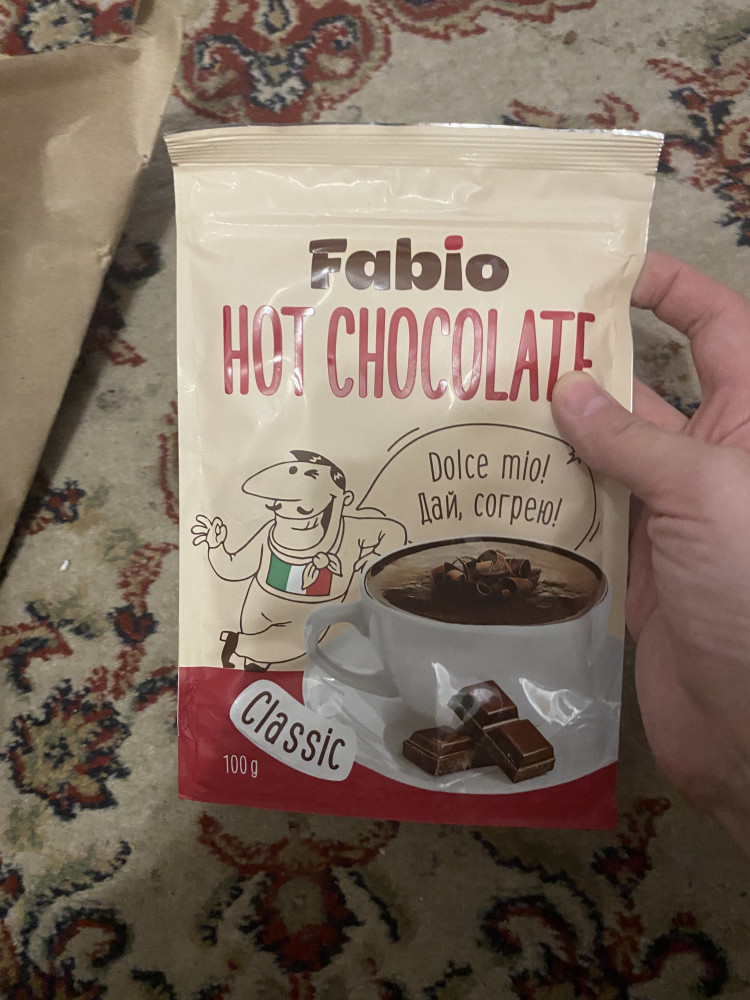 Fabio
HOT CHOCOLATE
Dolce mio!
Дай, согрею!
Classic
100 g